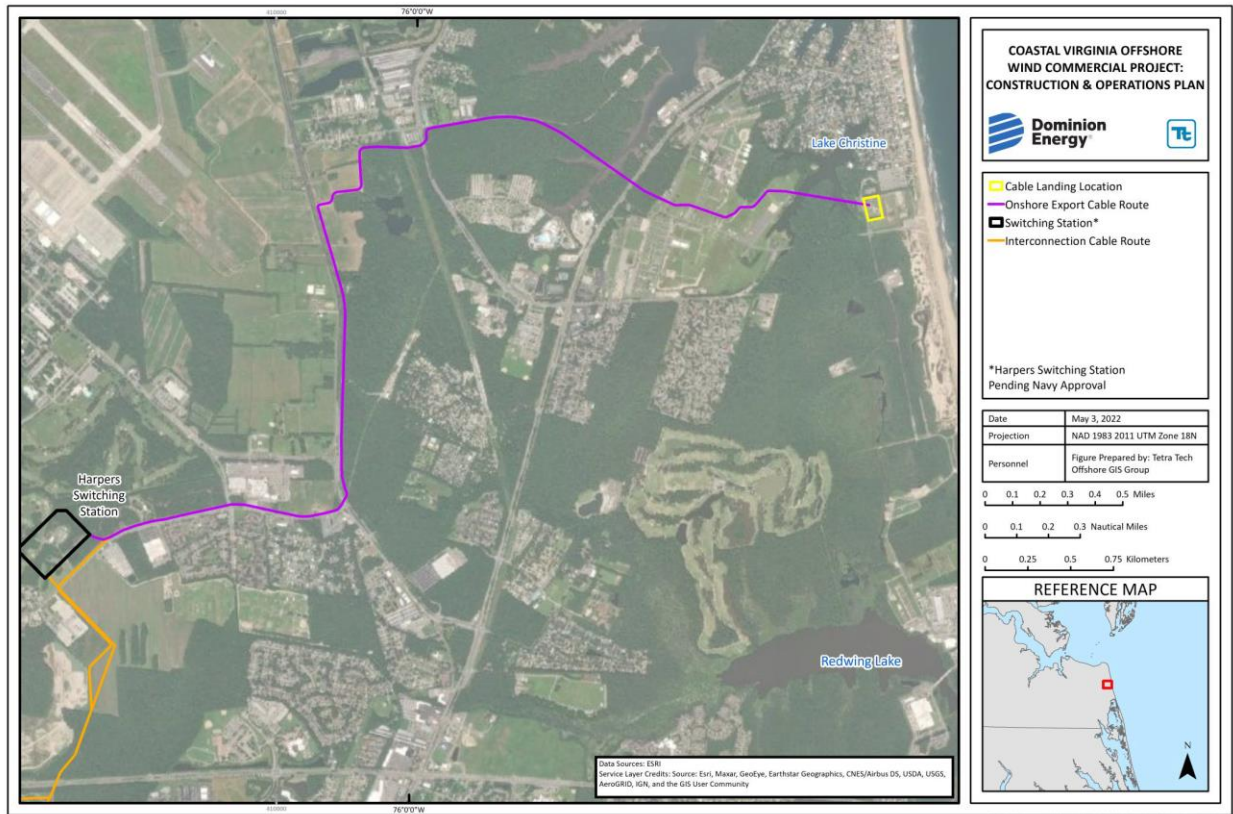 76°0'0"W
410000
Lake Christine
Harpers
Switching
Station
Redwing Lake
Data Sources: ESRI
Service Layer Credits: Source: Esri, Maxar, GeoEye, Earthstar Geographics, CNES/Airbus DS, USDA, USGS,
AeroGRID, IGN, and the GIS User Community
410000
76°0'0"W
COASTAL VIRGINIA OFFSHORE
WIND COMMERCIAL PROJECT:
CONSTRUCTION & OPERATIONS PLAN
Dominion
Energy®
Tt
Cable Landing Location
Onshore Export Cable Route
Switching Station*
Interconnection Cable Route
*Harpers Switching Station
Pending Navy Approval
Date May 3, 2022
Projection NAD 1983 2011 UTM Zone 18N
Personnel Figure Prepared by: Tetra Tech
Offshore GIS Group
0 0.1 0.2 0.3 0.4 0.5 Miles
0 0.1 0.2 0.3 Nautical Miles
0 0.25 0.5 0.75 Kilometers
REFERENCE MAP
N